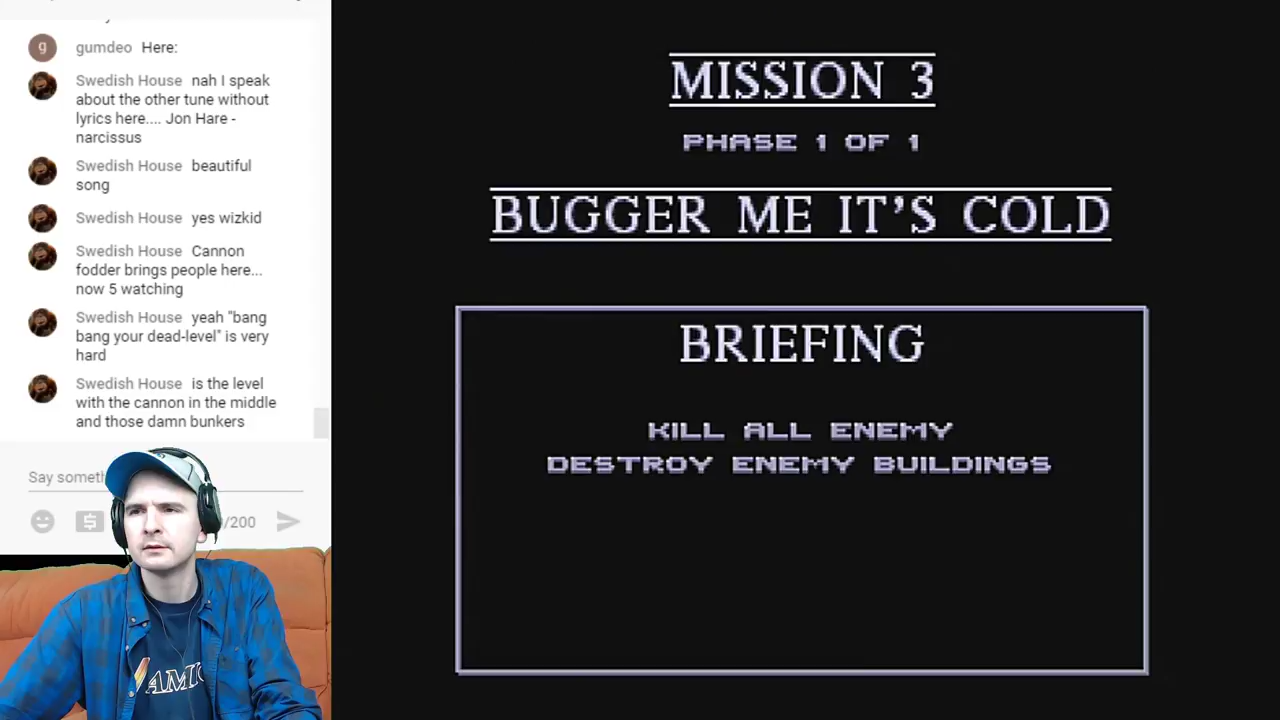 g gumdeo Here:
Swedish House nah I speak
about the other tune without
lyrics here.... Jon Hare -
narcissus
Swedish House beautiful
song
Swedish House yes wizkid
Swedish House Cannon
fodder brings people here...
now 5 watching
Swedish House yeah "bang
bang your dead-level" is very
hard
Swedish House is the level
with the cannon in the middle
and those damn bunkers
Say someth
/200
AMIG
MISSION 3
PHASE 1 OF 1
BUGGER ME IT'S COLD
BRIEFING
KILL ALL ENEMY
DESTROY ENEMY BUILDINGS